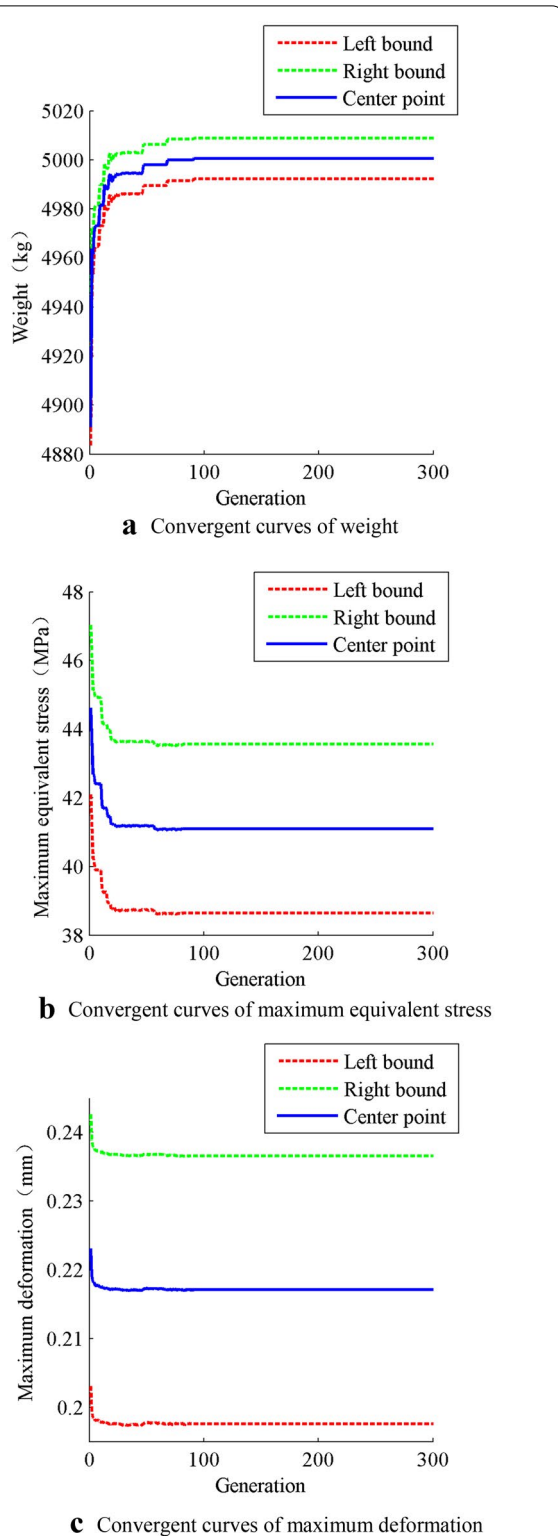 Left bound
Right bound
Center point
5020
5000
4980
4960
4940
4920
4900
4880
Weight（kg）
0 100 200 300
Generation
a Convergent curves of weight
Left bound
Right bound
Center point
48
46
44
42
40
38
Maximum equivalent stress（MPa）
0 100 200 300
Generation
b Convergent curves of maximum equivalent stress
Left bound
Right bound
Center point
0.24
0.23
0.22
0.21
0.2
Maximum deformation（mm）
0 100 200 300
Generation
c Convergent curves of maximum deformation